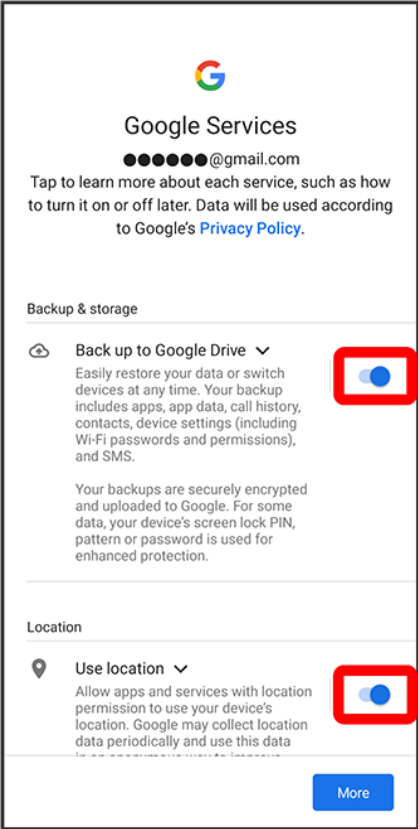 Google Services
●●●●●●@gmail.com
Tap to learn more about each service, such as how
to turn it on or off later. Data will be used according
to Google's Privacy Policy.
Backup & storage
Back up to Google Drive
Easily restore your data or switch
devices at any time. Your backup
includes apps, app data, call history,
contacts, device settings (including
Wi-Fi passwords and permissions),
and SMS.
Your backups are securely encrypted
and uploaded to Google. For some
data, your device's screen lock PIN,
pattern or password is used for
enhanced protection.
Location
Use location
Allow apps and services with location
permission to use your device's
location. Google may collect location
data periodically and use this data
More